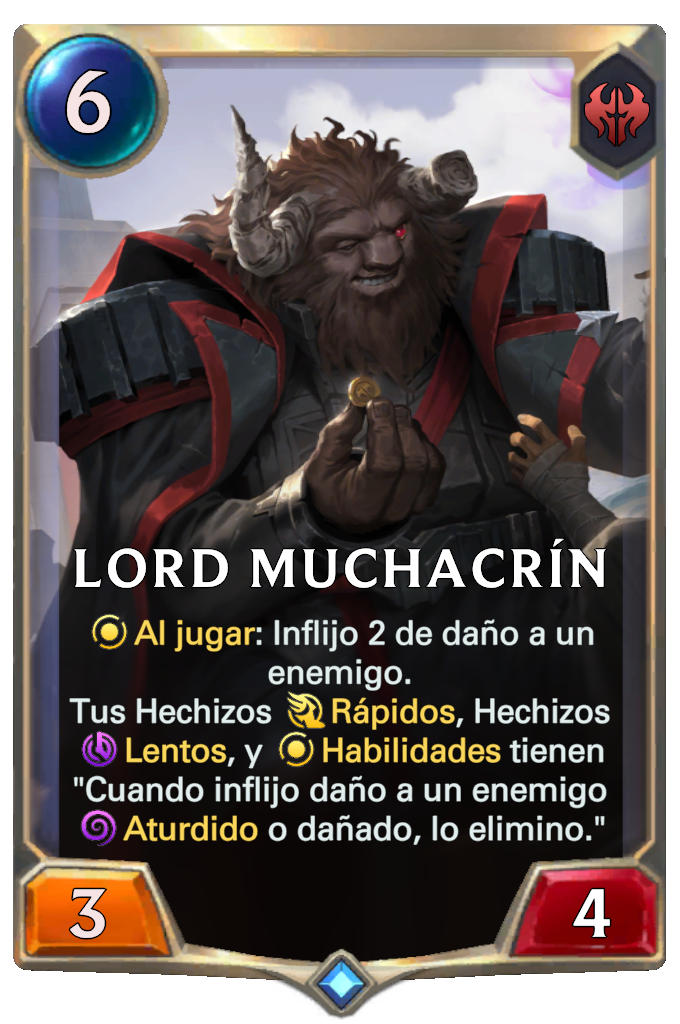 6
LORD MUCHACRÍN
Al jugar: Inflijo 2 de daño a un
enemigo.
Tus Hechizos Rápidos, Hechizos
Lentos, y Habilidades tienen
"Cuando inflijo daño a un enemigo
Aturdido o dañado, lo elimino."
3
4